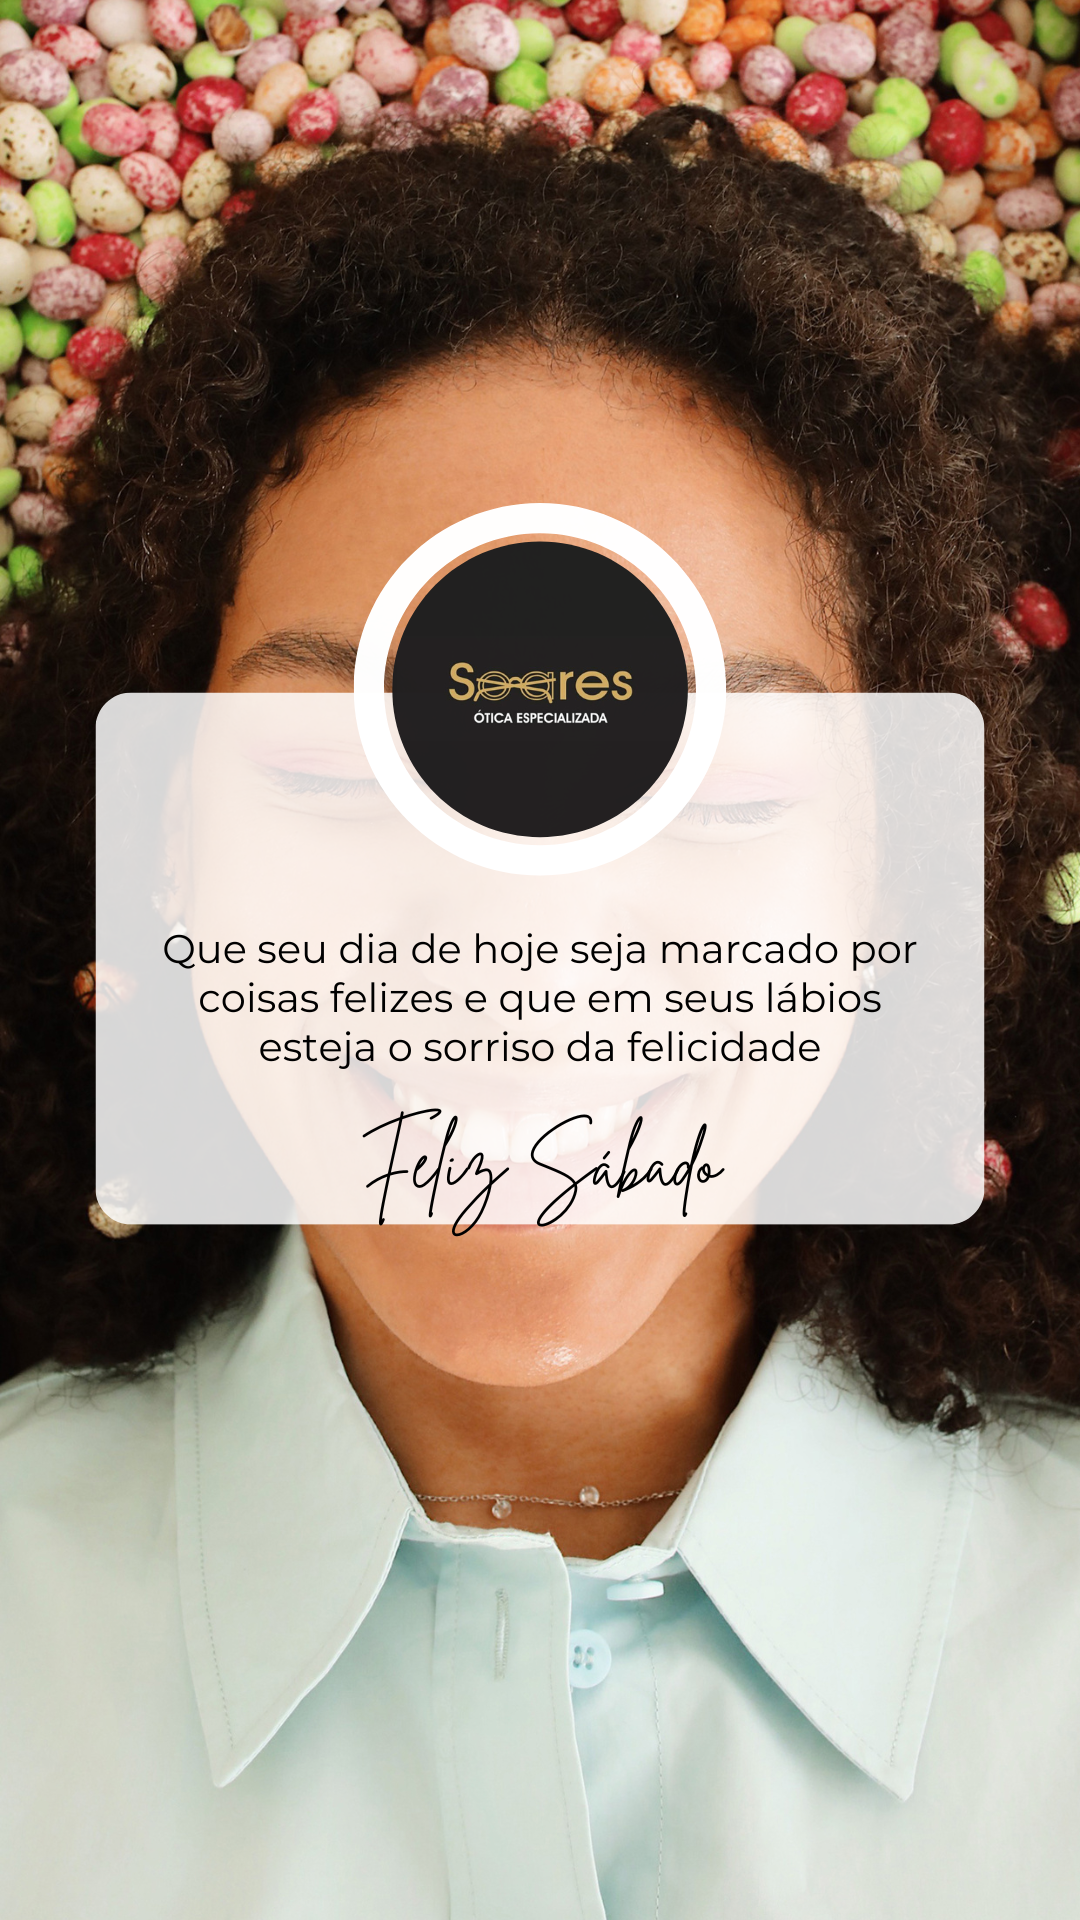 Soares
ÓTICA ESPECIALIZADA
Que seu dia de hoje seja marcado por
coisas felizes e que em seus lábios
esteja o sorriso da felicidade
Feliz Sábado